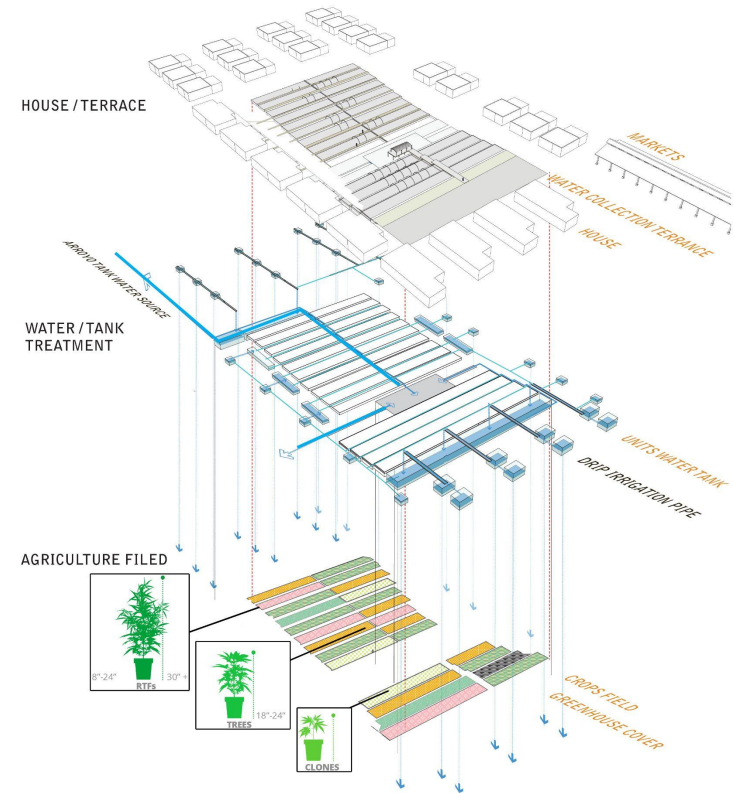 HOUSE / TERRACE
MARKETS
WATER COLLECTION TERRANCE
HOUSE
ARROYO TANK WATER SOURCE
WATER / TANK
TREATMENT
UNITS WATER TANK
DRIP IRRIGATION PIPE
AGRICULTURE FILED
8"-24"
30" +
RTFs
18"-24"
TREES
CLONES
CROPS FIELD
GREENHOUSE COVER